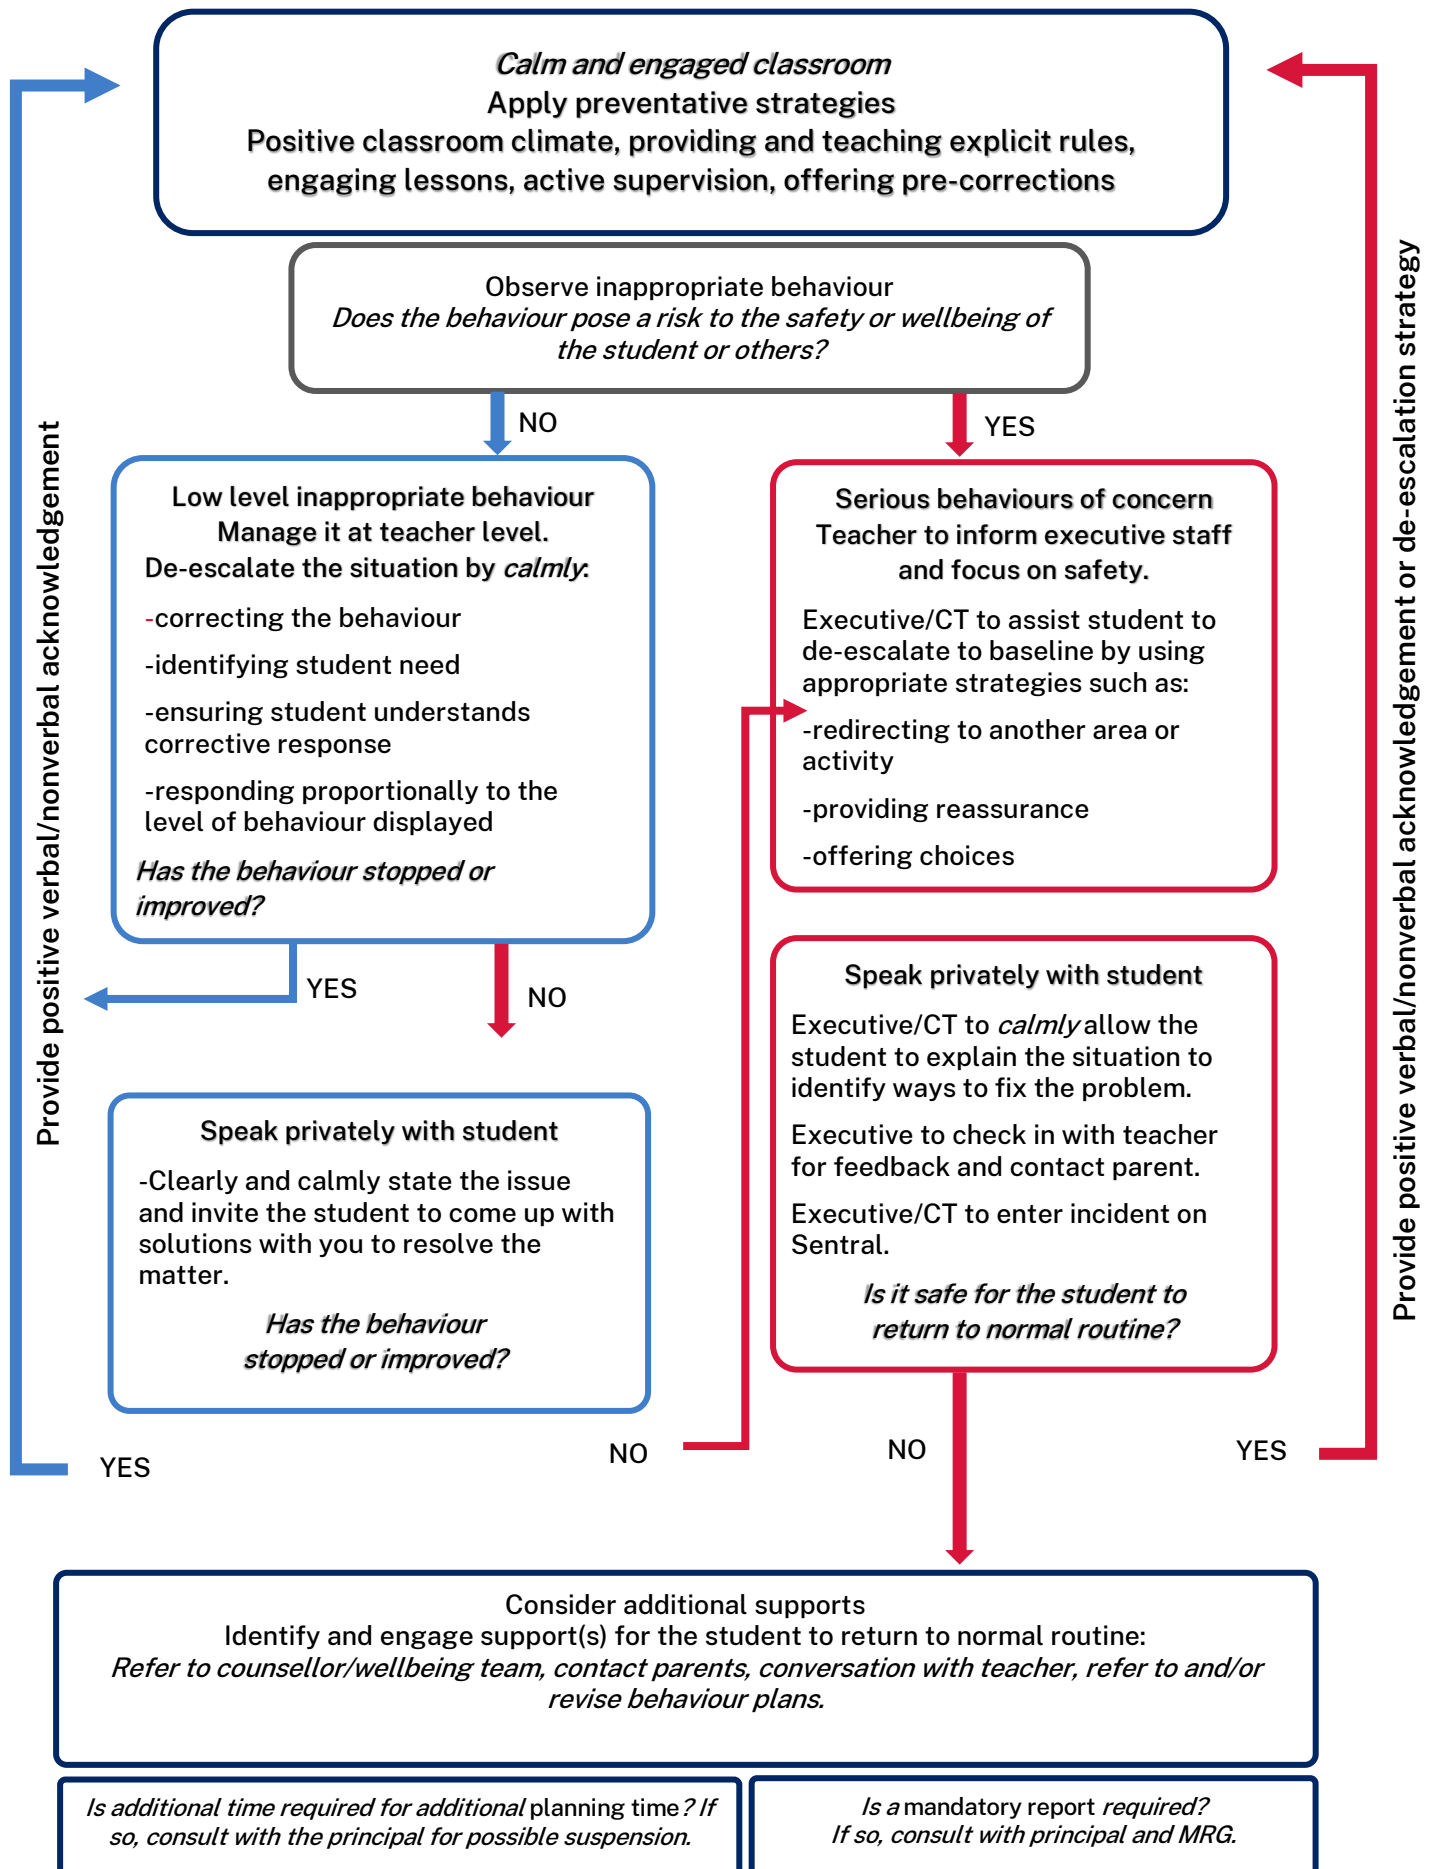 Calm and engaged classroom
Apply preventative strategies
Positive classroom climate, providing and teaching explicit rules,
engaging lessons, active supervision, offering pre-corrections
Observe inappropriate behaviour
Does the behaviour pose a risk to the safety or wellbeing of
the student or others?
NO
YES
Low level inappropriate behaviour
Manage it at teacher level.
De-escalate the situation by calmly:
-correcting the behaviour
-identifying student need
-ensuring student understands
corrective response
-responding proportionally to the
level of behaviour displayed
Has the behaviour stopped or
improved?
YES
NO
Speak privately with student
-Clearly and calmly state the issue
and invite the student to come up with
solutions with you to resolve the
matter.
Has the behaviour
stopped or improved?
YES
NO
Provide positive verbal/nonverbal acknowledgement
Serious behaviours of concern
Teacher to inform executive staff
and focus on safety.
Executive/CT to assist student to
de-escalate to baseline by using
appropriate strategies such as:
-redirecting to another area or
activity
-providing reassurance
-offering choices
Speak privately with student
Executive/CT to calmly allow the
student to explain the situation to
identify ways to fix the problem.
Executive to check in with teacher
for feedback and contact parent.
Executive/CT to enter incident on
Sentral.
Is it safe for the student to
return to normal routine?
NO
YES
Provide positive verbal/nonverbal acknowledgement or de-escalation strategy
Consider additional supports
Identify and engage support(s) for the student to return to normal routine:
Refer to counsellor/wellbeing team, contact parents, conversation with teacher, refer to and/or
revise behaviour plans.
Is additional time required for additional planning time? If
so, consult with the principal for possible suspension.
Is a mandatory report required?
If so, consult with principal and MRG.